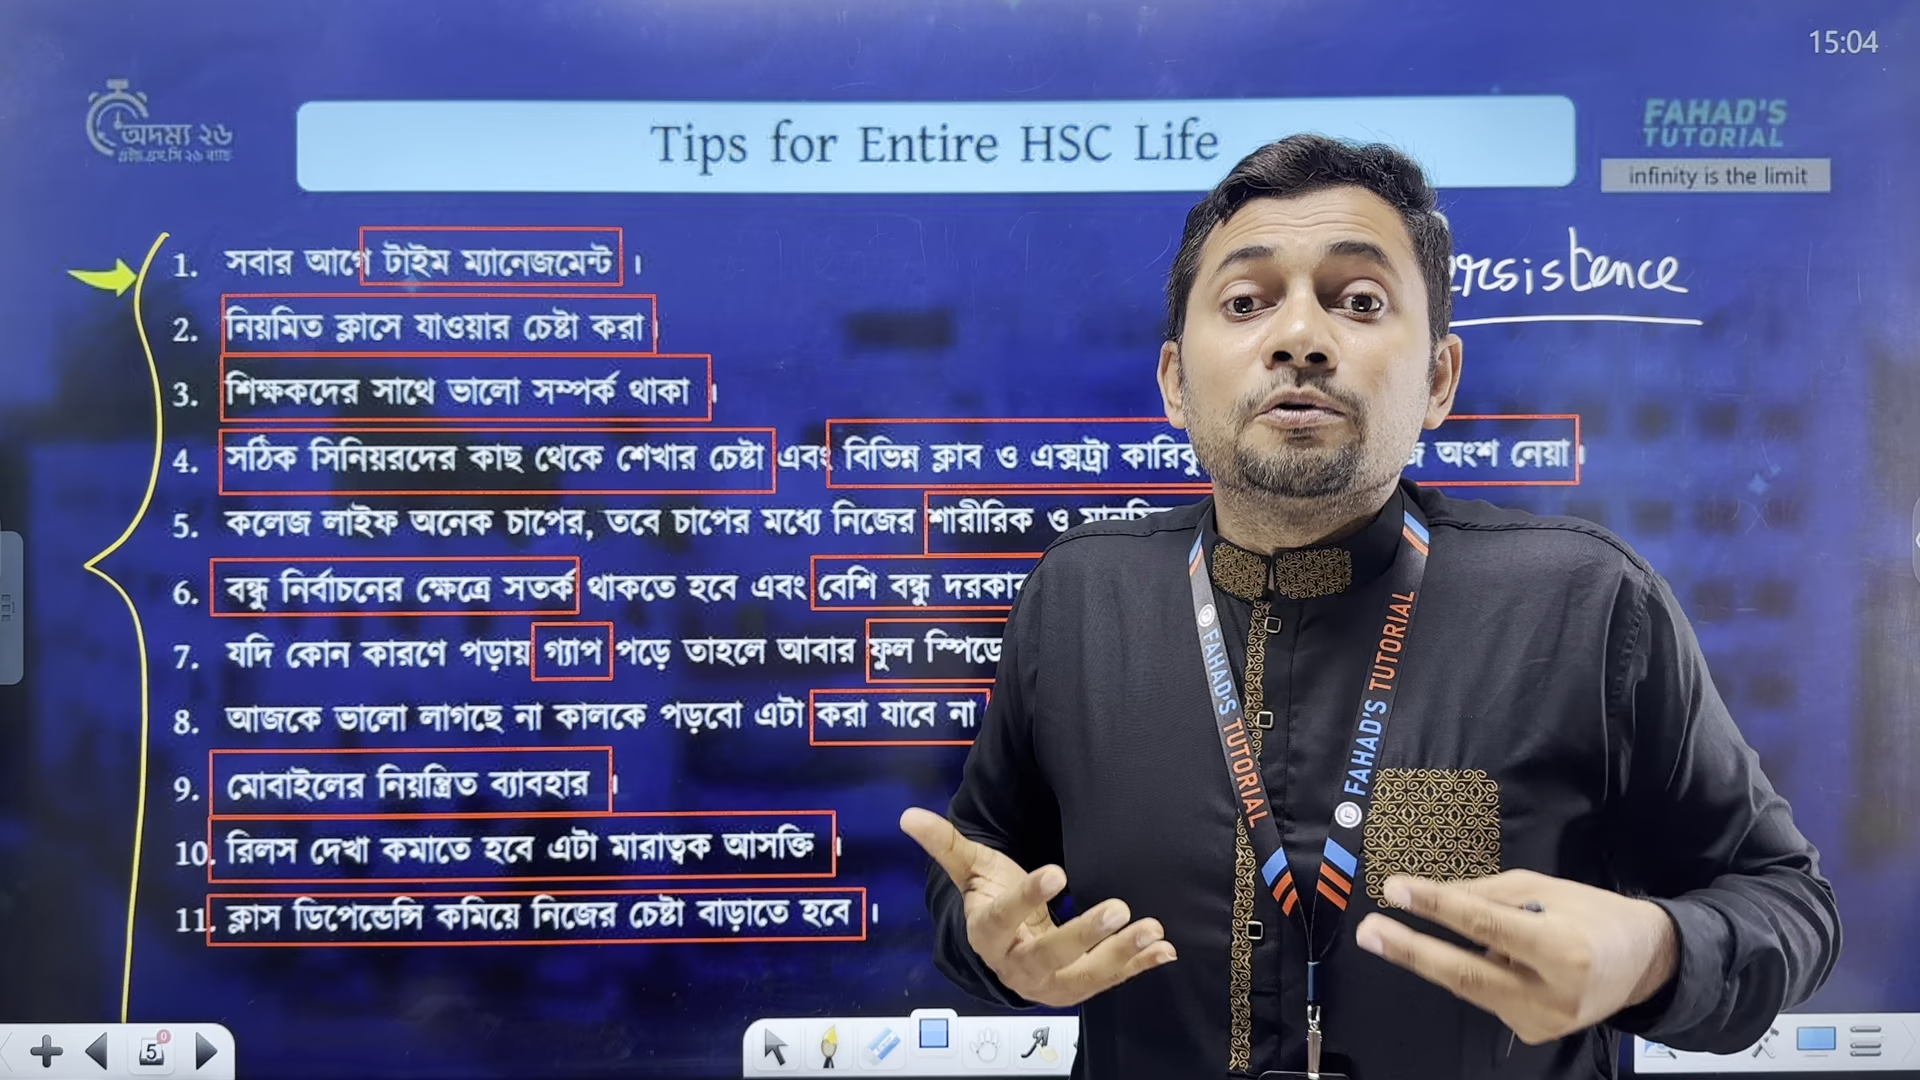 15:04
অদম্য ২৬
এইচ.এস.সি ২৬ ব্যাচ
Tips for Entire HSC Life
FAHAD'S
TUTORIAL
infinity is the limit
1. সবার আগে টাইম ম্যানেজমেন্ট ।
2. নিয়মিত ক্লাসে যাওয়ার চেষ্টা করা
3. শিক্ষকদের সাথে ভালো সম্পর্ক থাকা ।
4. সঠিক সিনিয়রদের কাছ থেকে শেখার চেষ্টা এবং বিভিন্ন ক্লাব ও এক্সট্রা অংশ নেয়া।
5. কলেজ লাইফ অনেক চাপের, তবে চাপের মধ্যে নিজের শারীরিক ও
6. বন্ধু নির্বাচনের ক্ষেত্রে সতর্ক থাকতে হবে এবং বেশি বন্ধু
7. যদি কোন কারণে পড়ায় গ্যাপ পড়ে তাহলে আবার ফুল
8. আজকে ভালো লাগছে না কালকে পড়বো এটা করা যাবে না
9. মোবাইলের নিয়ন্ত্রিত ব্যাবহার ।
10. রিলস দেখা কমাতে হবে এটা মারাত্বক আসক্তি ।
11. ক্লাস ডিপেন্ডেন্সি কমিয়ে নিজের চেষ্টা বাড়াতে হবে ।
FAHAD'S TUTORIAL
FAHAD'S TUTORIAL
5
0